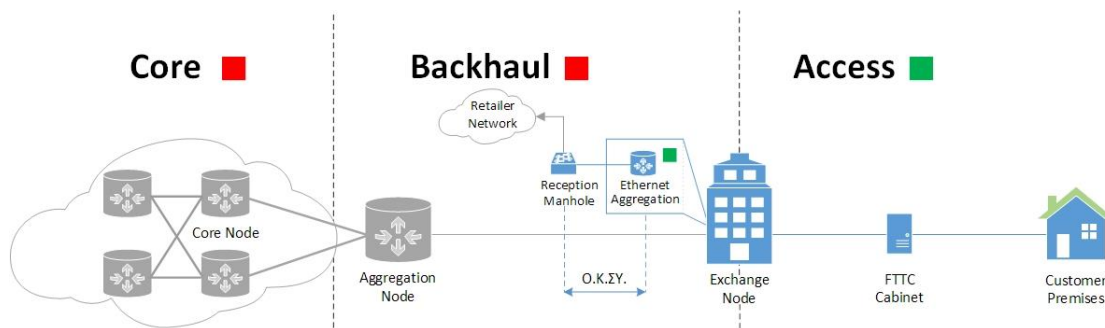 Core
Backhaul
Access
Retailer
Network
Reception
Manhole
Ethernet
Aggregation
Core Node
Aggregation
Node
Ο.Κ.ΣΥ.
Exchange
Node
FTTC
Cabinet
Customer
Premises